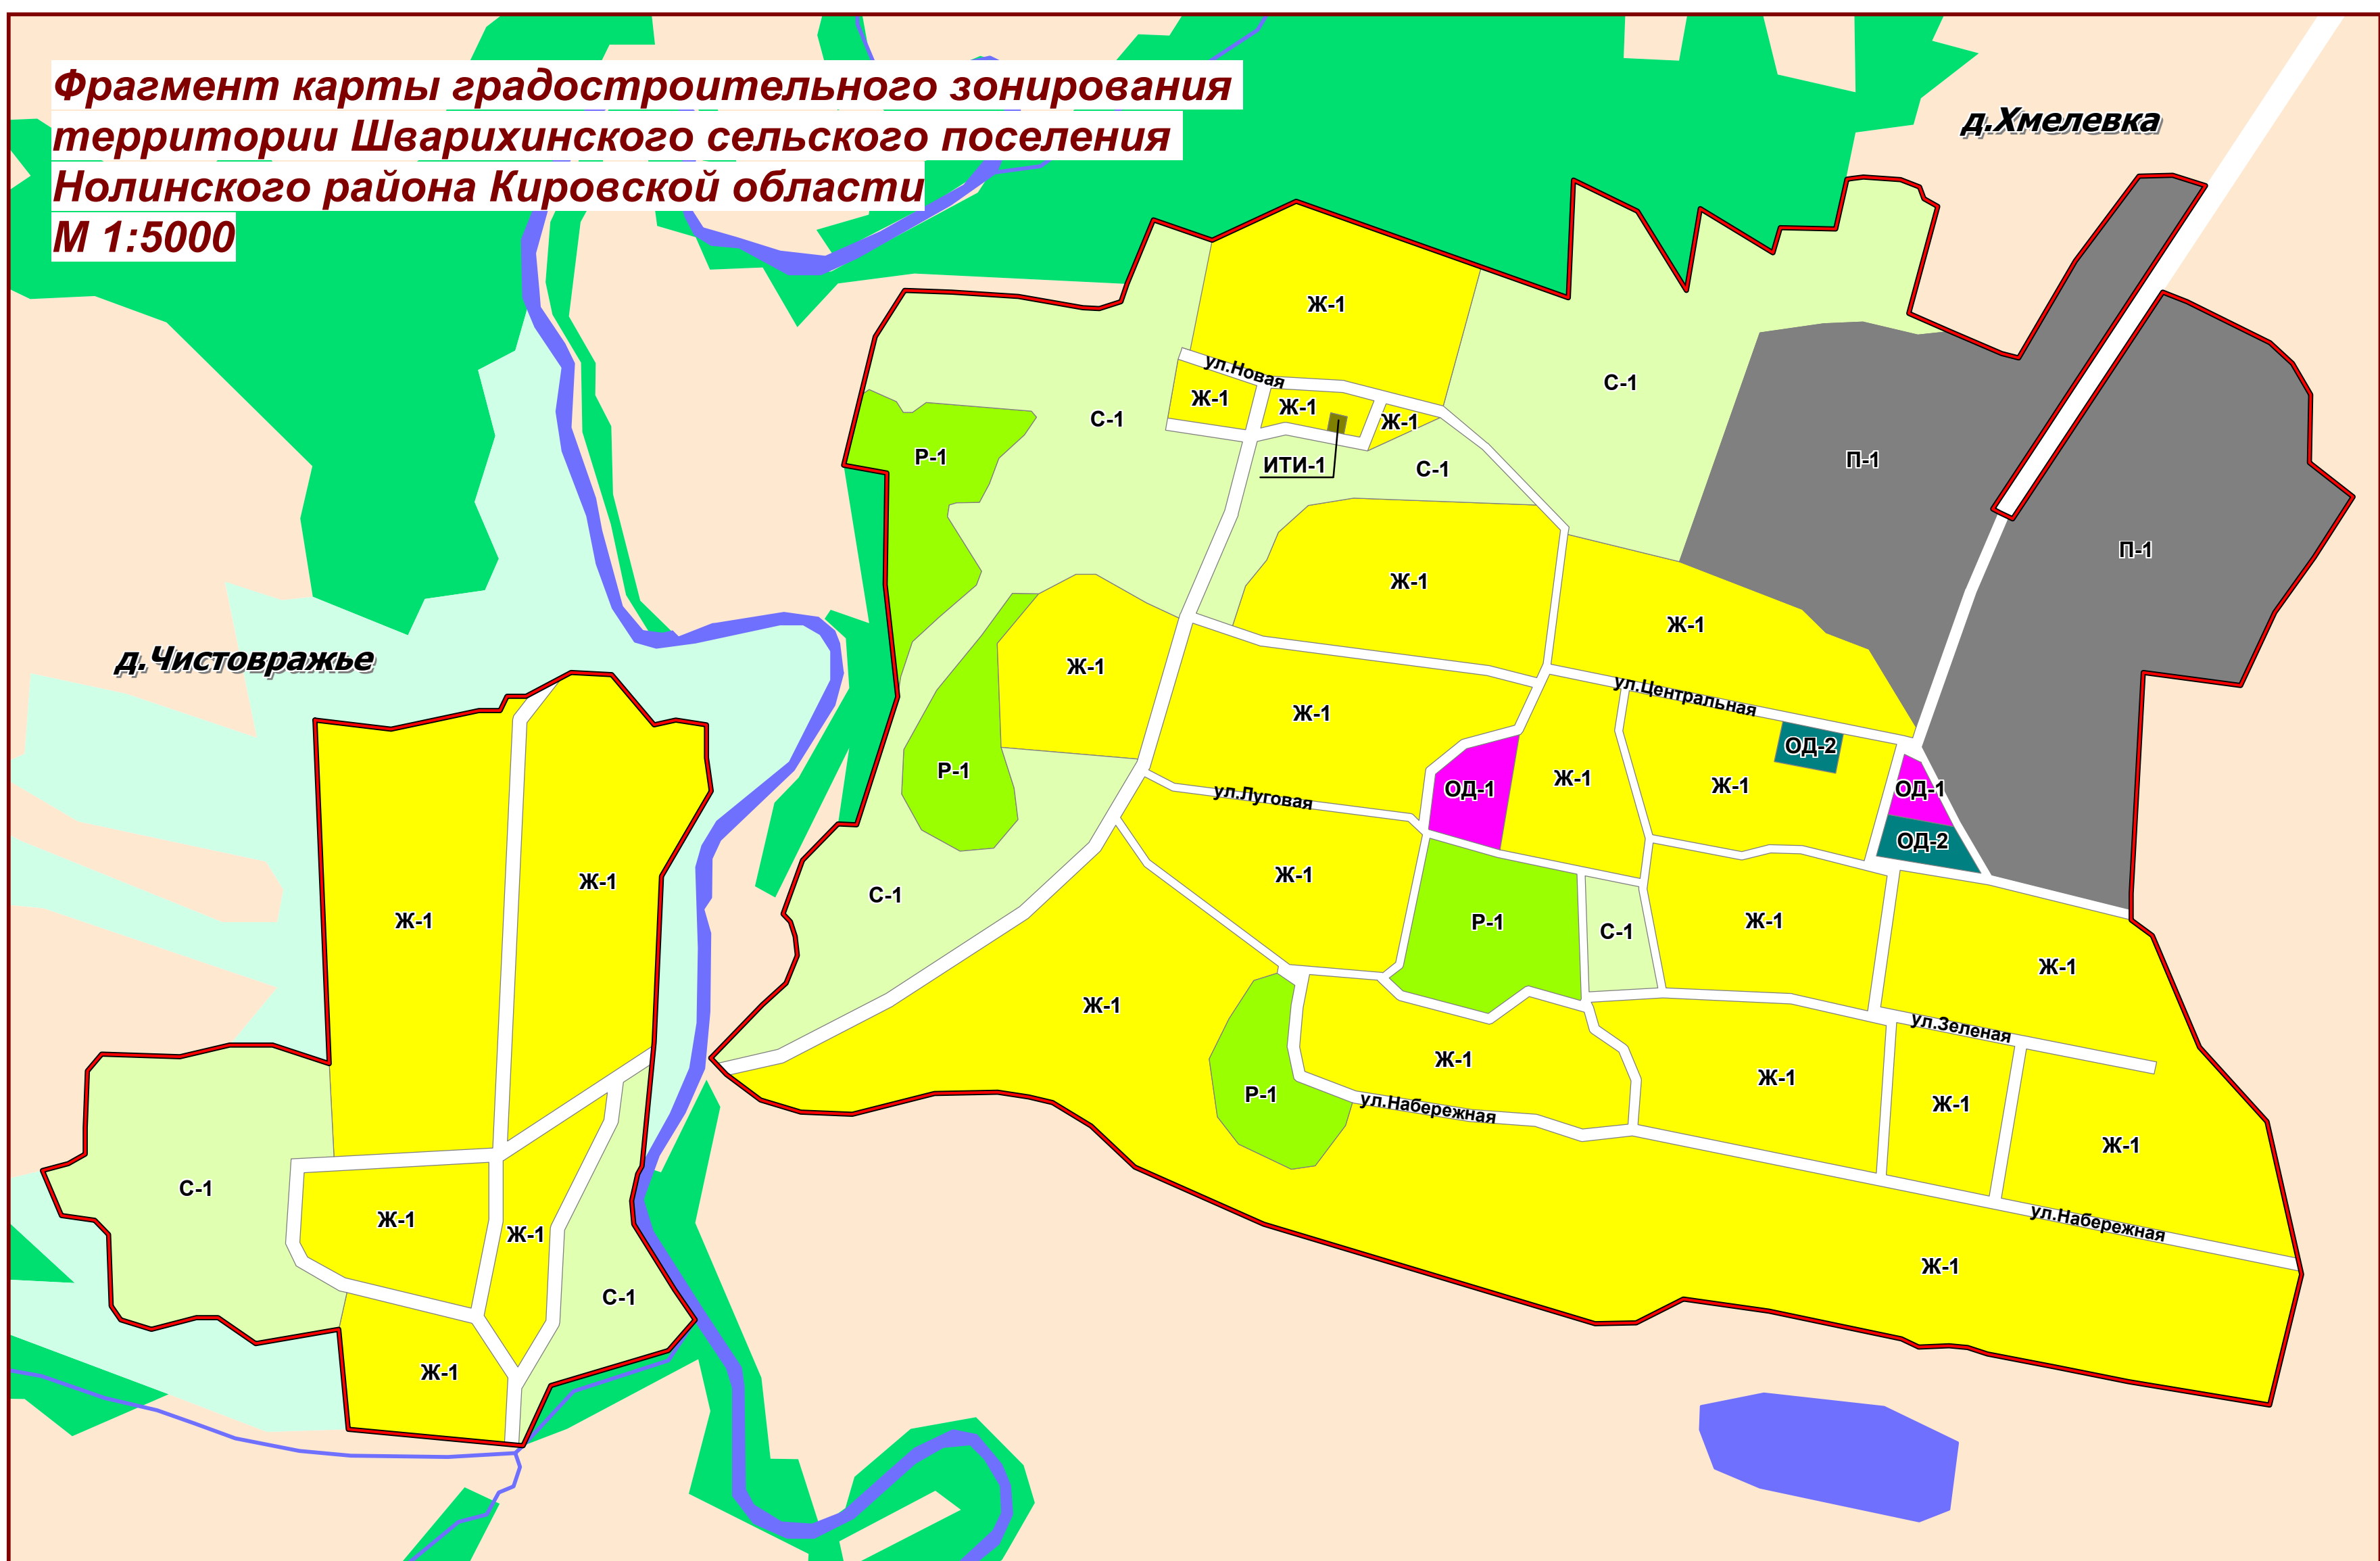 Фрагмент карты градостроительного зонирования
территории Шварихинского сельского поселения
Нолинского района Кировской области
М 1:5000
д.Хмелевка
Ж-1
ул.Новая
С-1
Ж-1
Ж-1
Ж-1
С-1
Р-1
ИТИ-1
С-1
П-1
П-1
Ж-1
Ж-1
д.Чистовражье
Ж-1
ул.Центральная
Ж-1
ОД-2
Р-1
Ж-1
Ж-1
ОД-1
ОД-1
ул.Луговая
ОД-2
Ж-1
Ж-1
С-1
Ж-1
Р-1
С-1
Ж-1
Ж-1
Ж-1
Ж-1
ул.Зеленая
Ж-1
Ж-1
Р-1
ул.Набережная
Ж-1
Ж-1
С-1
Ж-1
Ж-1
ул.Набережная
Ж-1
С-1
Ж-1